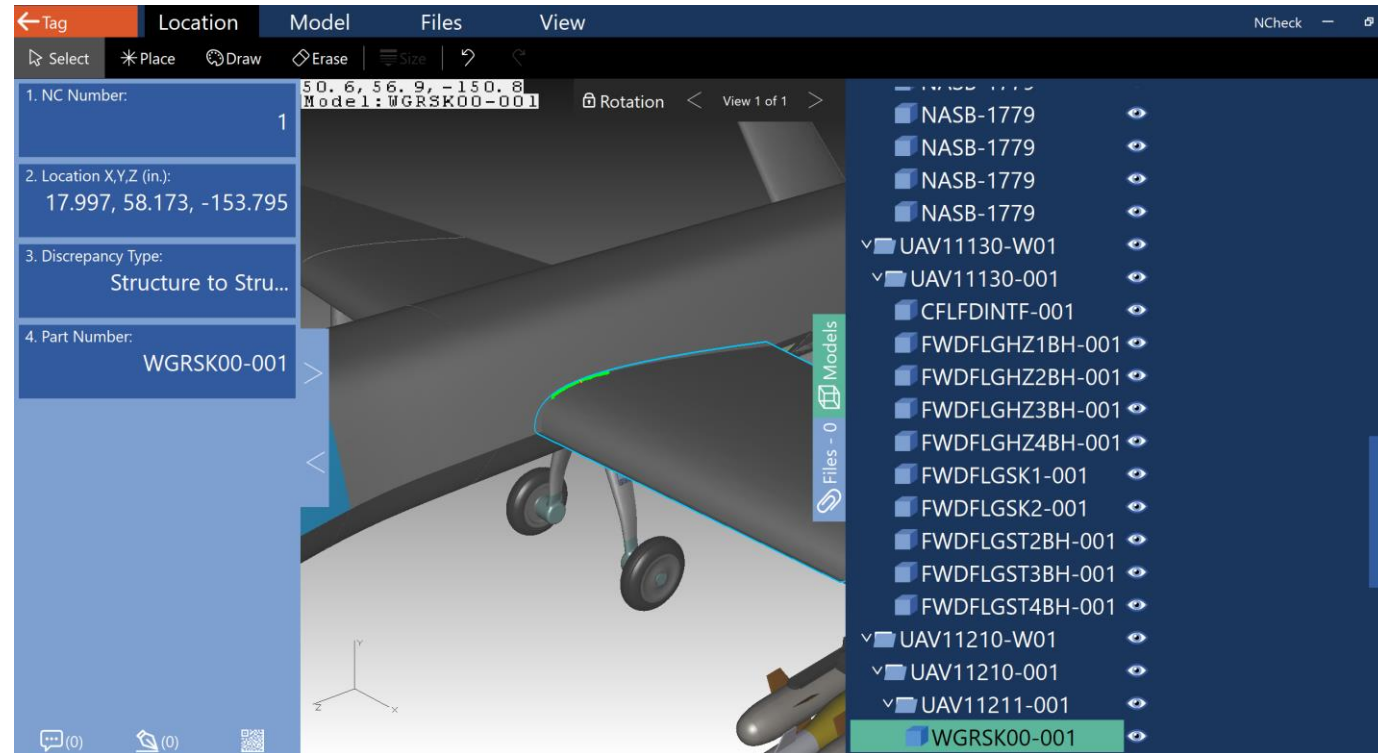 Tag
Location
Model
Files
View
NCheck
Select
Place
Draw
Erase
Size
1. NC Number:
1
2. Location X,Y,Z (in.):
17.997, 58.173, -153.795
3. Discrepancy Type:
Structure to Stru...
4. Part Number:
WGRSK00-001
(0)
(0)
50.6,56.9,-150.8
Model:WGRSK00-001
Rotation
View 1 of 1
Y
Z
X
Models
Files - 0
NASB-1779
NASB-1779
NASB-1779
NASB-1779
NASB-1779
UAV11130-W01
UAV11130-001
CFLFDINTF-001
FWDFLGHZ1BH-001
FWDFLGHZ2BH-001
FWDFLGHZ3BH-001
FWDFLGHZ4BH-001
FWDFLGSK1-001
FWDFLGSK2-001
FWDFLGST2BH-001
FWDFLGST3BH-001
FWDFLGST4BH-001
UAV11210-W01
UAV11210-001
UAV11211-001
WGRSK00-001